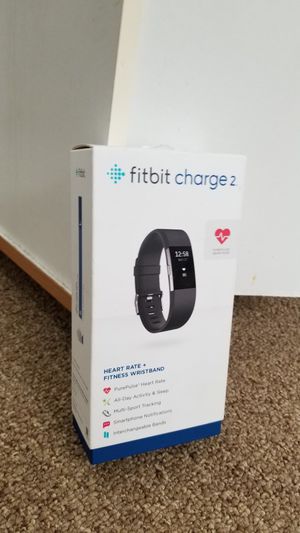 fitbit charge 2
12:58
HEART RATE +
FITNESS WRISTBAND
PurePulse® Heart Rate
All-Day Activity & Sleep
Multi-Sport Tracking
Smartphone Notifications
Interchangeable Bands